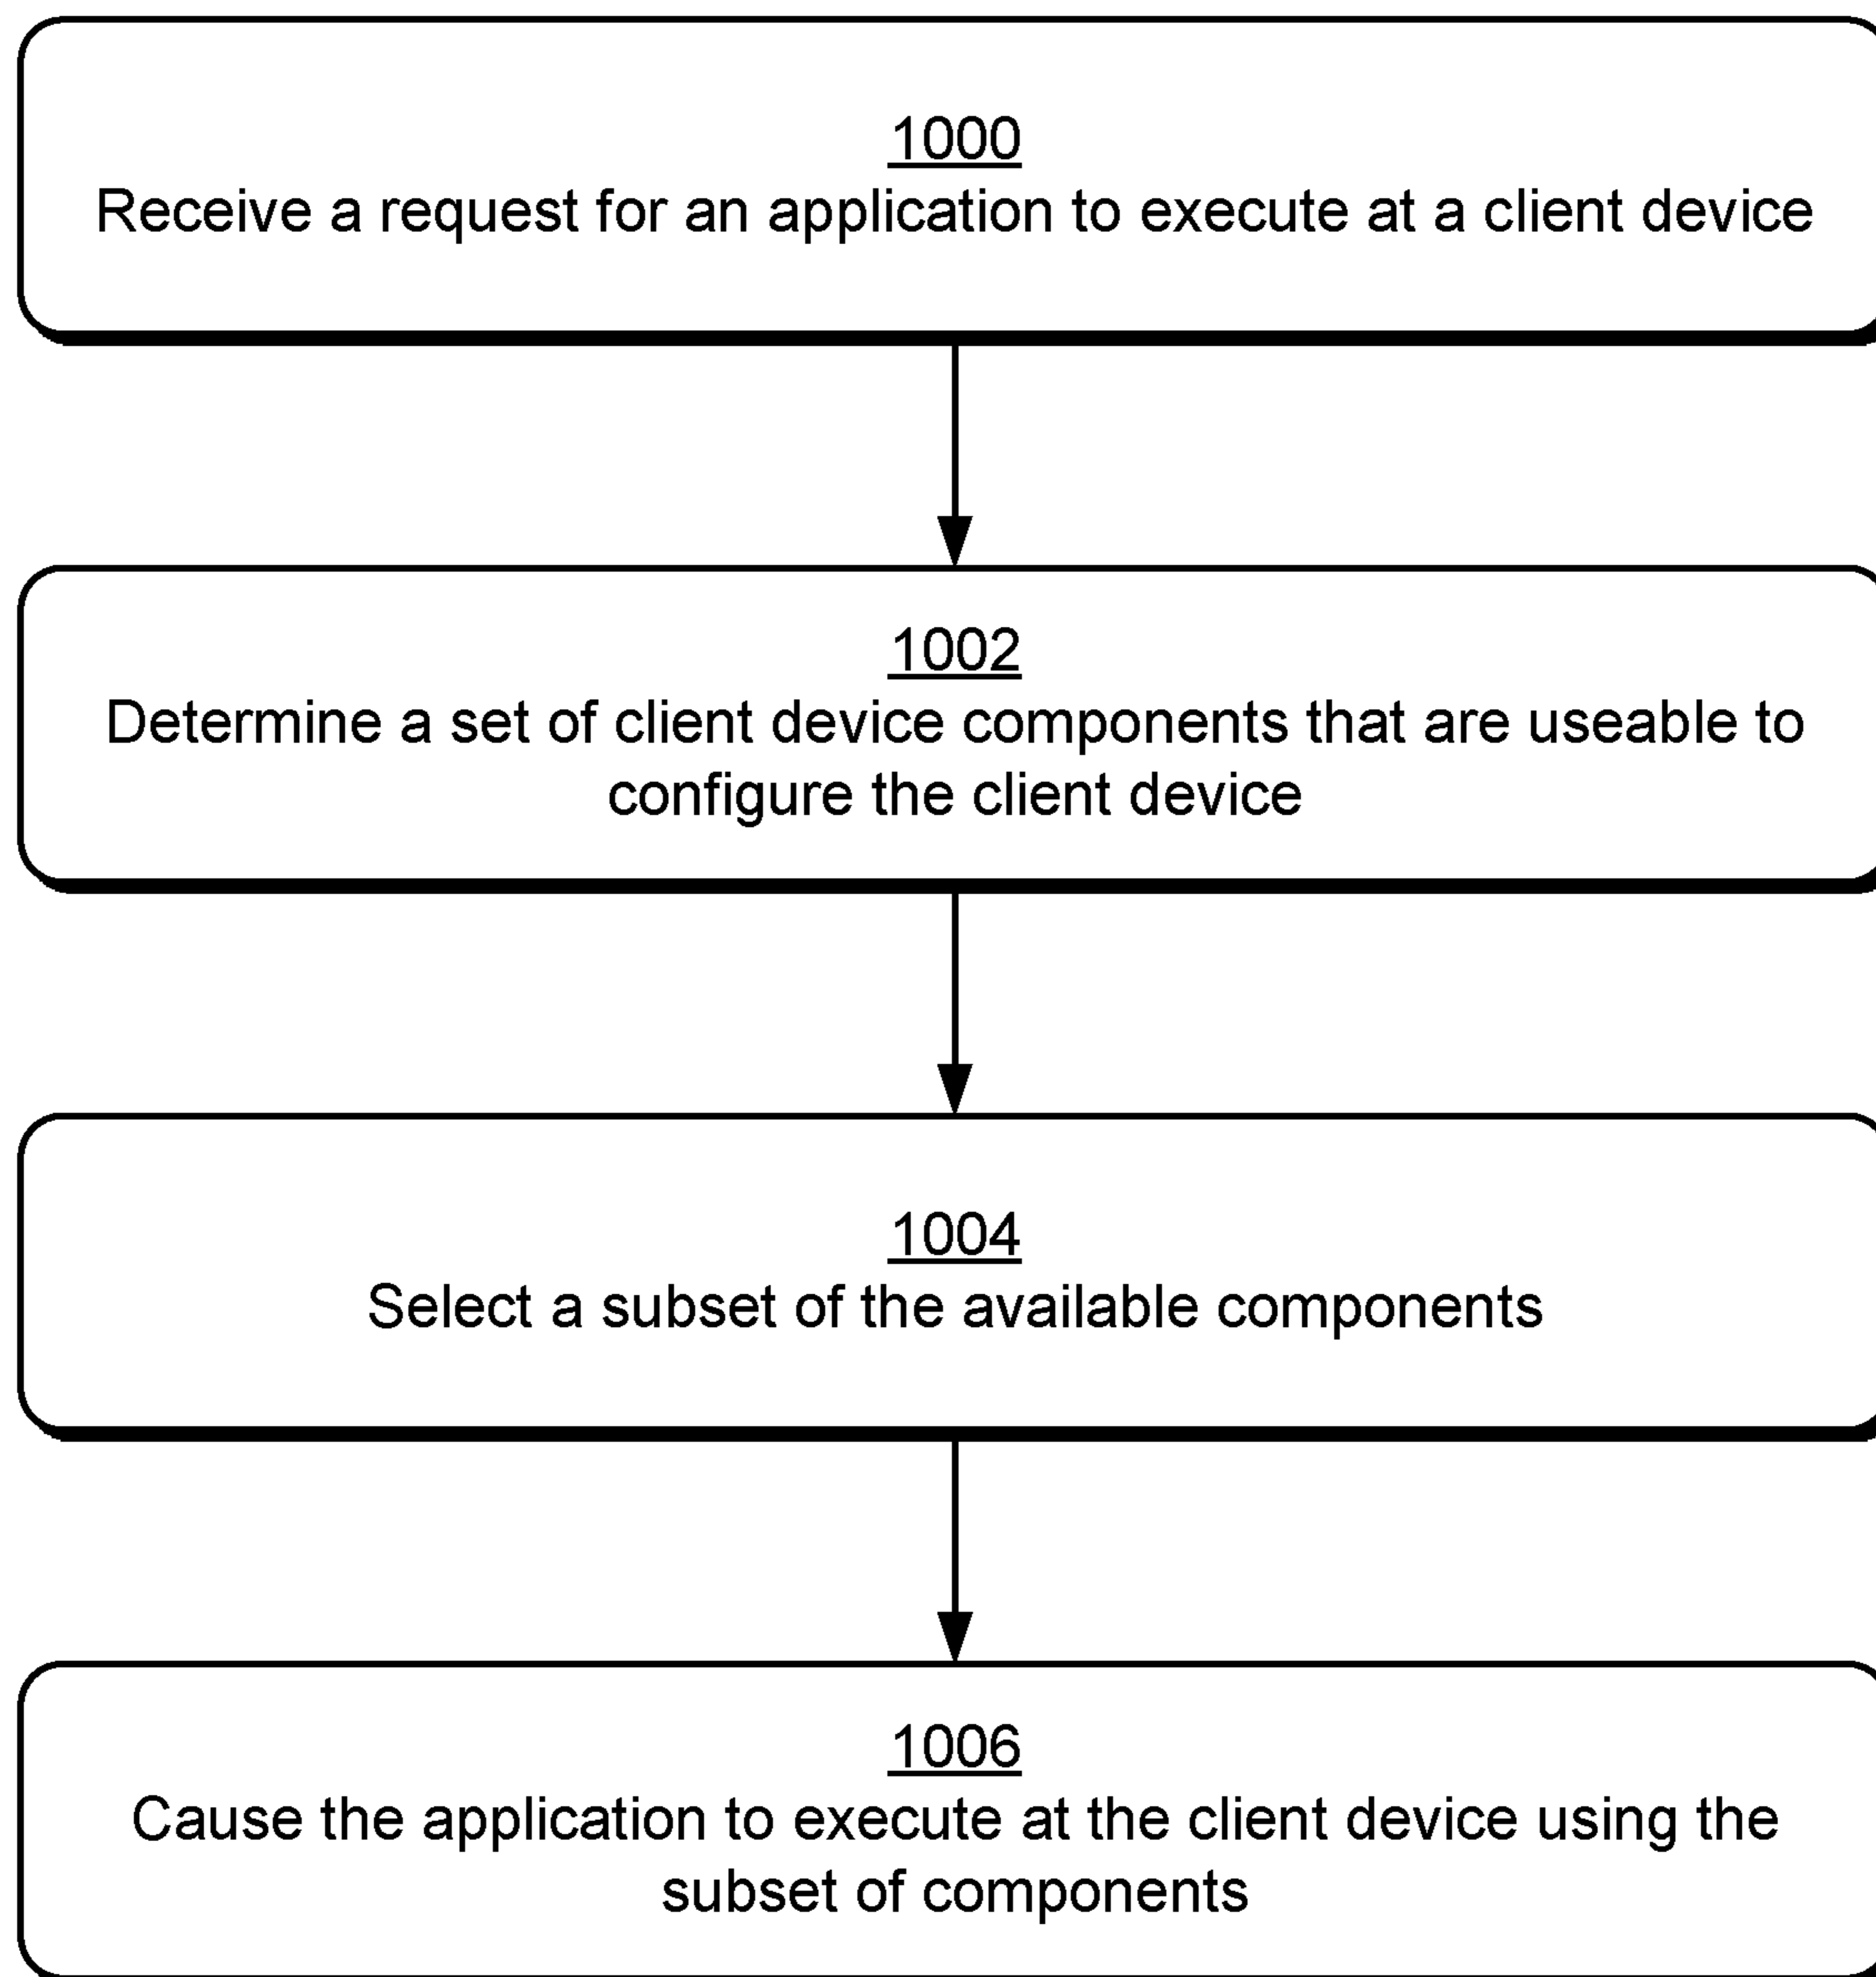 1000
Receive a request for an application to execute at a client device
1002
Determine a set of client device components that are useable to
configure the client device
1004
Select a subset of the available components
1006
Cause the application to execute at the client device using the
subset of components